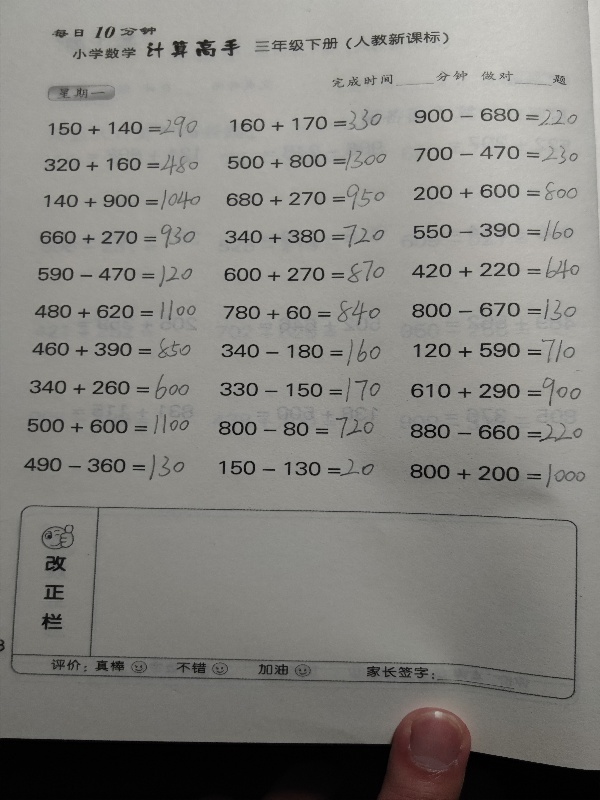 每日10分钟
小学数学 计算高手 三年级下册（人教新课标）
完成时间_____分钟 做对_____题
星期一
150+140=290 160+170=330 900-680=220
320+160=480 500+800=1300 700-470=230
140+900=1040 680+270=950 200+600=800
660+270=930 340+380=720 550-390=160
590-470=120 600+270=870 420+220=640
480+620=1100 780+60=840 800-670=130
460+390=850 340-180=160 120+590=710
340+260=600 330-150=170 610+290=900
500+600=1100 800-80=720 880-660=220
490-360=130 150-130=20 800+200=1000
改正栏
评价：真棒 不错 加油 家长签字：